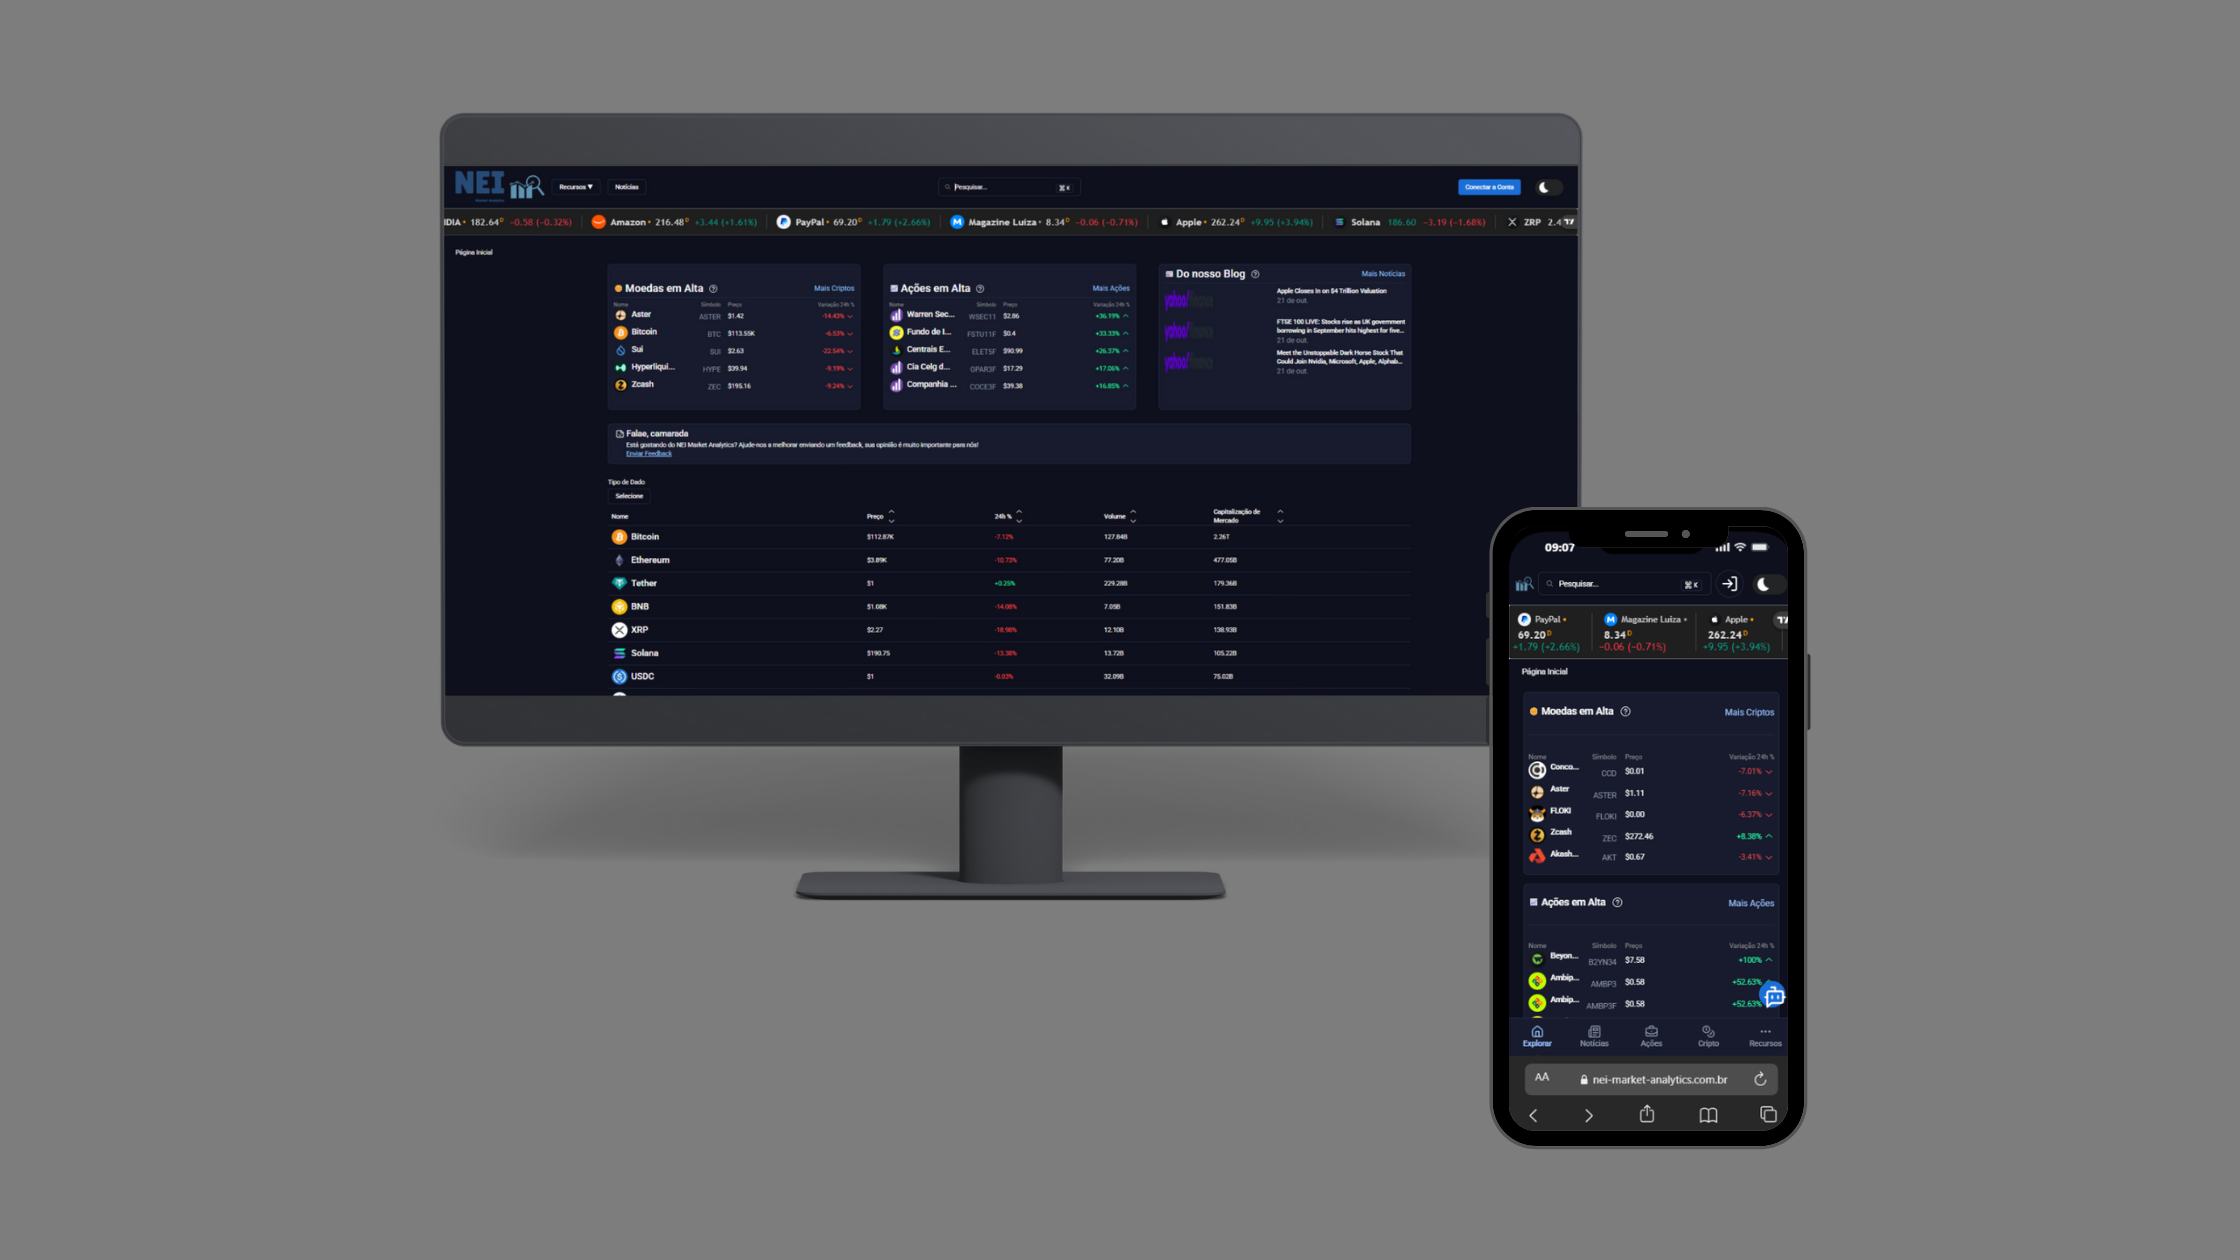 NEI
Recursos ▼
Notícias
Pesquisar...
⌘ K
Conectar a Conta
IDIA • 182.64ᴰ −0.58 (−0.32%)
Amazon • 216.48ᴰ +3.44 (+1.61%)
PayPal • 69.20ᴰ +1.79 (+2.66%)
Magazine Luiza • 8.34ᴰ −0.06 (−0.71%)
Apple • 262.24ᴰ +9.95 (+3.94%)
Solana 186.60 −3.19 (−1.68%)
ZRP 2.4
Página Inicial
Moedas em Alta
Mais Criptos
Nome Símbolo Preço Variação 24h %
Aster ASTER $1.42 -14.43%
Bitcoin BTC $113.55K -6.53%
Sui SUI $2.63 -22.54%
Hyperliqui... HYPE $39.94 -9.19%
Zcash ZEC $195.16 -9.24%
Ações em Alta
Mais Ações
Nome Símbolo Preço Variação 24h %
Warren Sec... WSEC11 $2.86 +36.19%
Fundo de I... FSTU11F $0.4 +33.33%
Centrais E... ELET5F $90.99 +26.37%
Cia Celg d... GPAR3F $17.29 +17.06%
Companhia ... COCE3F $39.38 +16.85%
Do nosso Blog
Mais Notícias
yahoo! finance
Apple Closes In on $4 Trillion Valuation
21 de out.
yahoo! finance
FTSE 100 LIVE: Stocks rise as UK government
borrowing in September hits highest for five...
21 de out.
yahoo! finance
Meet the Unstoppable Dark Horse Stock That
Could Join Nvidia, Microsoft, Apple, Alphab...
21 de out.
Falae, camarada
Está gostando do NEI Market Analytics? Ajude-nos a melhorar enviando um feedback, sua opinião é muito importante para nós!
Enviar Feedback
Tipo de Dado
Selecione
Nome Preço 24h % Volume Capitalização de
Mercado
Bitcoin $112.87K -7.12% 127.84B 2.26T
Ethereum $3.89K -10.73% 77.20B 477.05B
Tether $1 +0.25% 229.28B 179.36B
BNB $1.08K -14.08% 7.05B 151.83B
XRP $2.27 -18.98% 12.10B 138.93B
Solana $190.75 -13.38% 13.72B 105.22B
USDC $1 -0.03% 32.09B 75.02B
09:07
Pesquisar...
⌘ K
PayPal •
69.20ᴰ
+1.79 (+2.66%)
Magazine Luiza •
8.34ᴰ
−0.06 (−0.71%)
Apple •
262.24ᴰ
+9.95 (+3.94%)
Página Inicial
Moedas em Alta
Mais Criptos
Nome Símbolo Preço Variação 24h %
Conco... CCD $0.01 -7.01%
Aster ASTER $1.11 -7.16%
FLOKI FLOKI $0.00 -6.37%
Zcash ZEC $272.46 +8.38%
Akash... AKT $0.67 -3.41%
Ações em Alta
Mais Ações
Nome Símbolo Preço Variação 24h %
Beyon... B2YN34 $7.58 +100%
Ambip... AMBP3 $0.58 +52.63%
Ambip... AMBP3F $0.58 +52.63%
Explorar Notícias Ações Cripto Recursos
AA nei-market-analytics.com.br